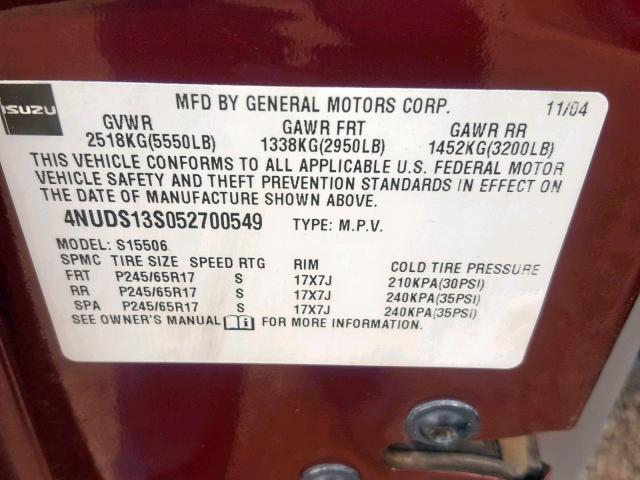 ISUZU
MFD BY GENERAL MOTORS CORP. 11/04
GVWR GAWR FRT GAWR RR
2518KG(5550LB) 1338KG(2950LB) 1452KG(3200LB)
THIS VEHICLE CONFORMS TO ALL APPLICABLE U.S. FEDERAL MOTOR
VEHICLE SAFETY AND THEFT PREVENTION STANDARDS IN EFFECT ON
THE DATE OF MANUFACTURE SHOWN ABOVE.
4NUDS13S052700549 TYPE: M.P.V.
MODEL: S15506
SPMC TIRE SIZE SPEED RTG RIM COLD TIRE PRESSURE
FRT P245/65R17 S 17X7J 210KPA(30PSI)
RR P245/65R17 S 17X7J 240KPA(35PSI)
SPA P245/65R17 S 17X7J 240KPA(35PSI)
SEE OWNER'S MANUAL FOR MORE INFORMATION.